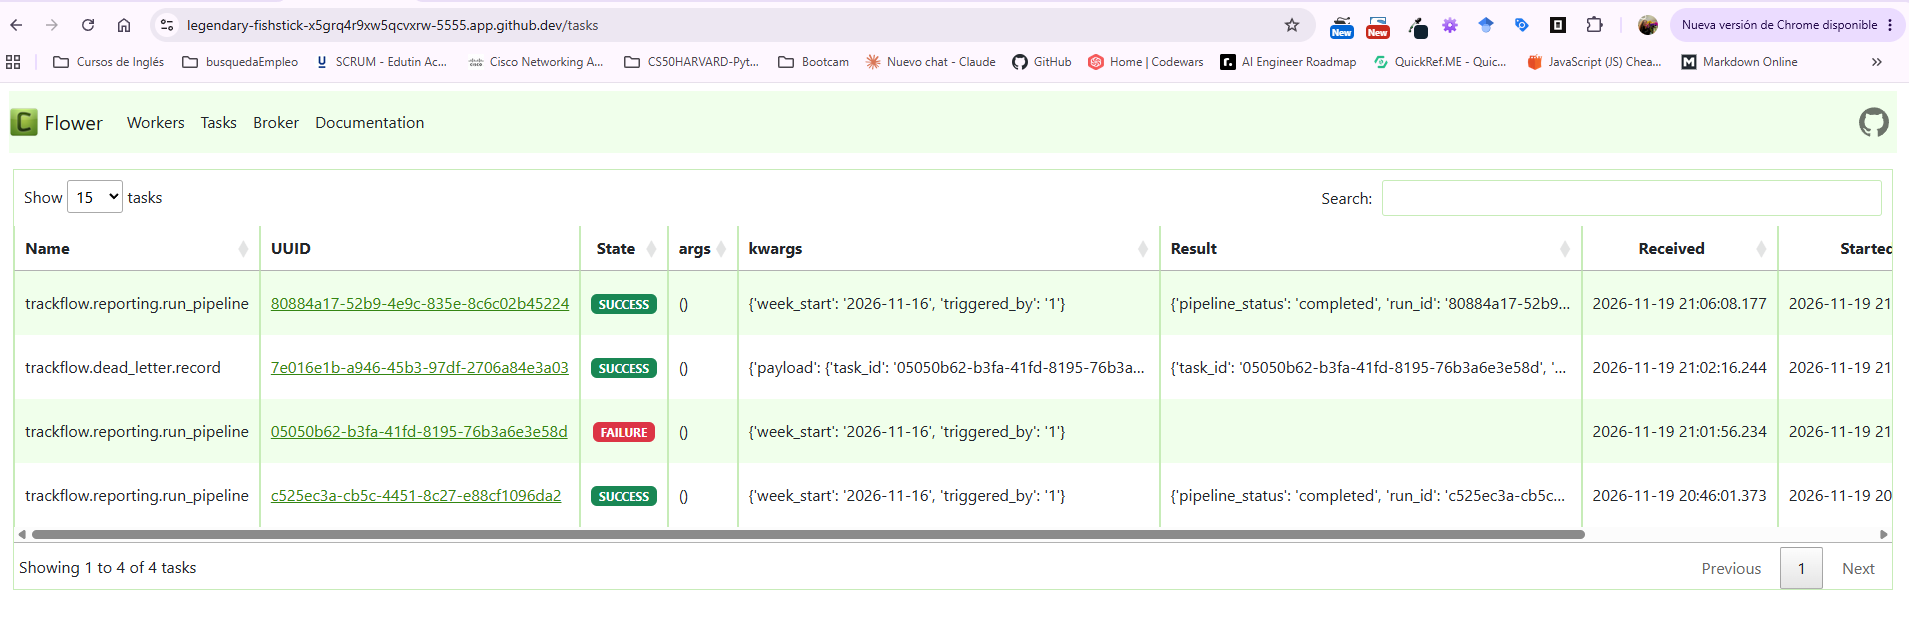 legendary-fishstick-x5grq4r9xw5qcvxrw-5555.app.github.dev/tasks
New
New
Nueva versión de Chrome disponible
Cursos de Inglés
busquedaEmpleo
SCRUM - Edutin Ac...
Cisco Networking A...
CS50HARVARD-Pyt...
Bootcam
Nuevo chat - Claude
GitHub
Home | Codewars
AI Engineer Roadmap
QuickRef.ME - Quic...
JavaScript (JS) Chea...
Markdown Online
Flower Workers Tasks Broker Documentation
Show 15 tasks
Search:
Name UUID State args kwargs Result Received Started
trackflow.reporting.run_pipeline 80884a17-52b9-4e9c-835e-8c6c02b45224 SUCCESS () {'week_start': '2026-11-16', 'triggered_by': '1'} {'pipeline_status': 'completed', 'run_id': '80884a17-52b9... 2026-11-19 21:06:08.177 2026-11-19 21
trackflow.dead_letter.record 7e016e1b-a946-45b3-97df-2706a84e3a03 SUCCESS () {'payload': {'task_id': '05050b62-b3fa-41fd-8195-76b3a... {'task_id': '05050b62-b3fa-41fd-8195-76b3a6e3e58d', '... 2026-11-19 21:02:16.244 2026-11-19 21
trackflow.reporting.run_pipeline 05050b62-b3fa-41fd-8195-76b3a6e3e58d FAILURE () {'week_start': '2026-11-16', 'triggered_by': '1'} 2026-11-19 21:01:56.234 2026-11-19 21
trackflow.reporting.run_pipeline c525ec3a-cb5c-4451-8c27-e88cf1096da2 SUCCESS () {'week_start': '2026-11-16', 'triggered_by': '1'} {'pipeline_status': 'completed', 'run_id': 'c525ec3a-cb5c... 2026-11-19 20:46:01.373 2026-11-19 20
Showing 1 to 4 of 4 tasks
Previous 1 Next